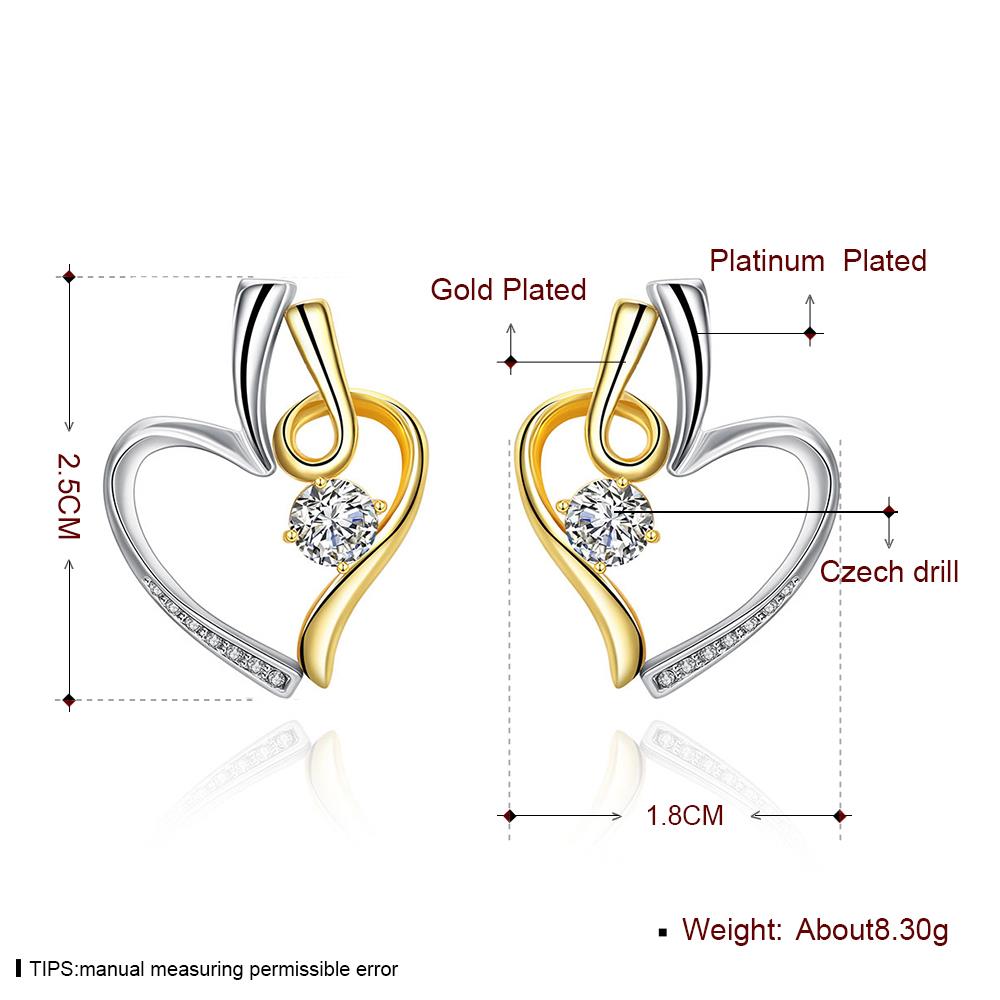 Platinum  Plated
Gold Plated
2.5CM
Czech drill
1.8CM
▪ Weight: About8.30g
TIPS:manual measuring permissible error